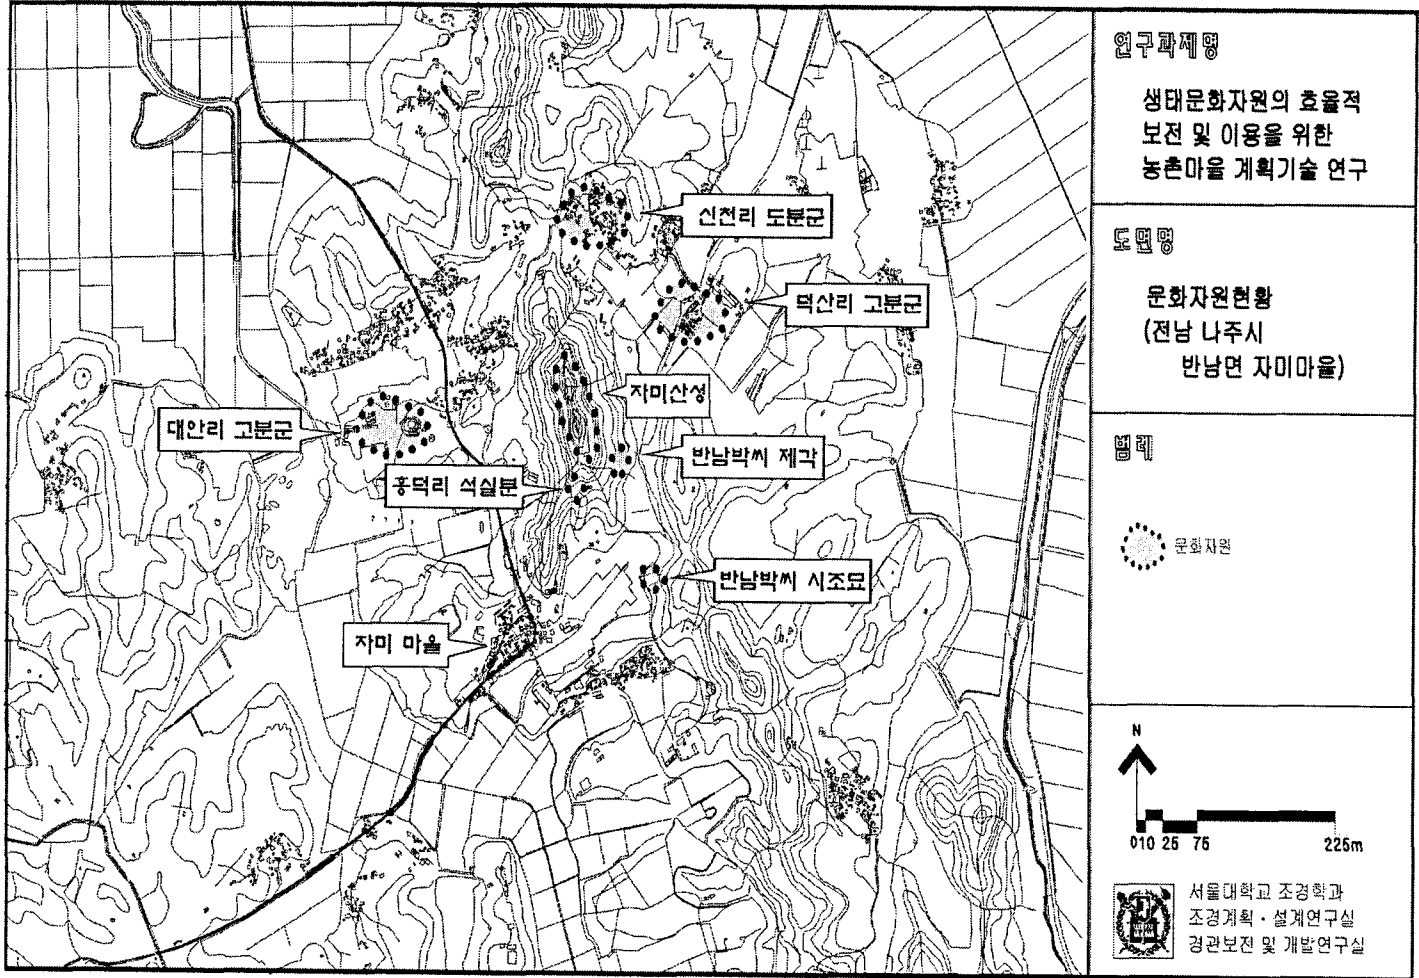 신천리 도분군
덕산리 고분군
자미산성
대안리 고분군
반남박씨 제각
흥덕리 석실분
반남박씨 시조묘
자미 마을
연구과제명
생태문화자원의 효율적
보전 및 이용을 위한
농촌마을 계획기술 연구
도면명
문화자원현황
(전남 나주시
반남면 자미마을)
범례
문화자원
N
010 25 75 225m
서울대학교 조경학과
조경계획·설계연구실
경관보전 및 개발연구실